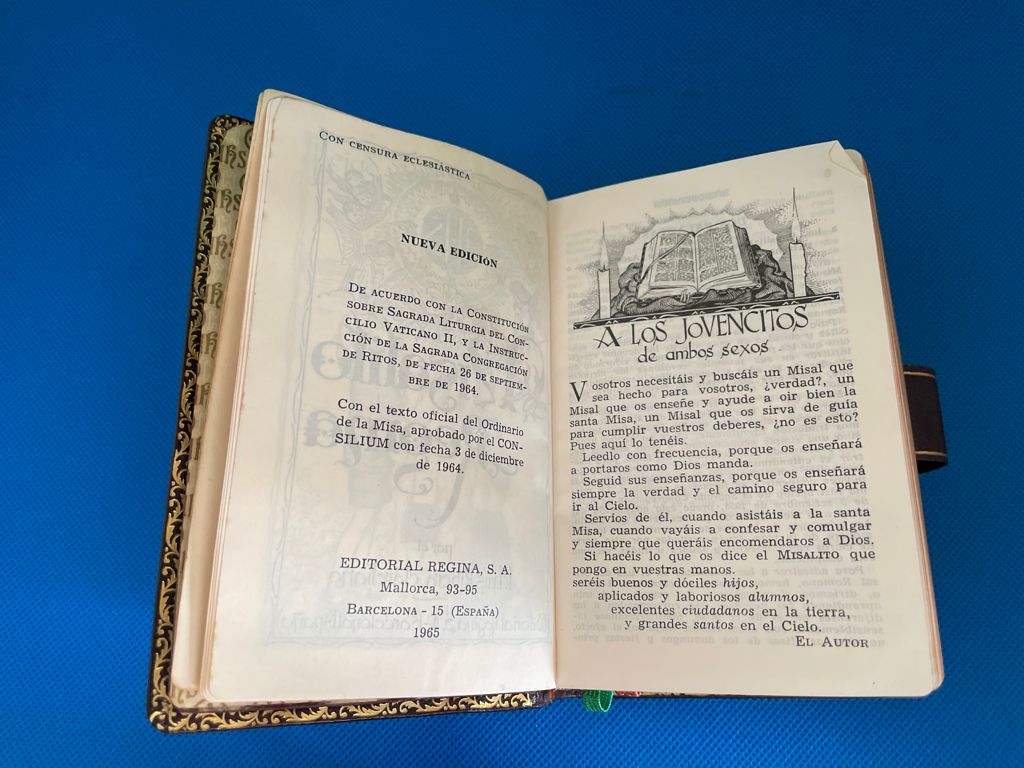 CON CENSURA ECLESIÁSTICA
NUEVA EDICIÓN
DE ACUERDO CON LA CONSTITUCIÓN
SOBRE SAGRADA LITURGIA DEL CON-
CILIO VATICANO II, Y LA INSTRUC-
CIÓN DE LA SAGRADA CONGREGACIÓN
DE RITOS, DE FECHA 26 DE SEPTIEM-
BRE DE 1964.
Con el texto oficial del Ordinario
de la Misa, aprobado por el CON-
SILIUM con fecha 3 de diciembre
de 1964.
EDITORIAL REGINA, S. A.
Mallorca, 93-95
BARCELONA - 15 (ESPAÑA)
1965
A LOS JOVENCITOS
de ambos sexos
Vosotros necesitáis y buscáis un Misal que
sea hecho para vosotros, ¿verdad?, un
Misal que os enseñe y ayude a oir bien la
santa Misa, un Misal que os sirva de guía
para cumplir vuestros deberes, ¿no es esto?
Pues aquí lo tenéis.
Leedlo con frecuencia, porque os enseñará
a portaros como Dios manda.
Seguid sus enseñanzas, porque os enseñará
siempre la verdad y el camino seguro para
ir al Cielo.
Servíos de él, cuando asistáis a la santa
Misa, cuando vayáis a confesar y comulgar
y siempre que queráis encomendaros a Dios.
Si hacéis lo que os dice el MISALITO que
pongo en vuestras manos.
seréis buenos y dóciles hijos,
aplicados y laboriosos alumnos,
excelentes ciudadanos en la tierra,
y grandes santos en el Cielo.
EL AUTOR